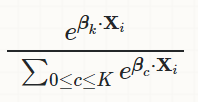 e^{β_k · X_i}
∑_{0≤c≤K} e^{β_c · X_i}